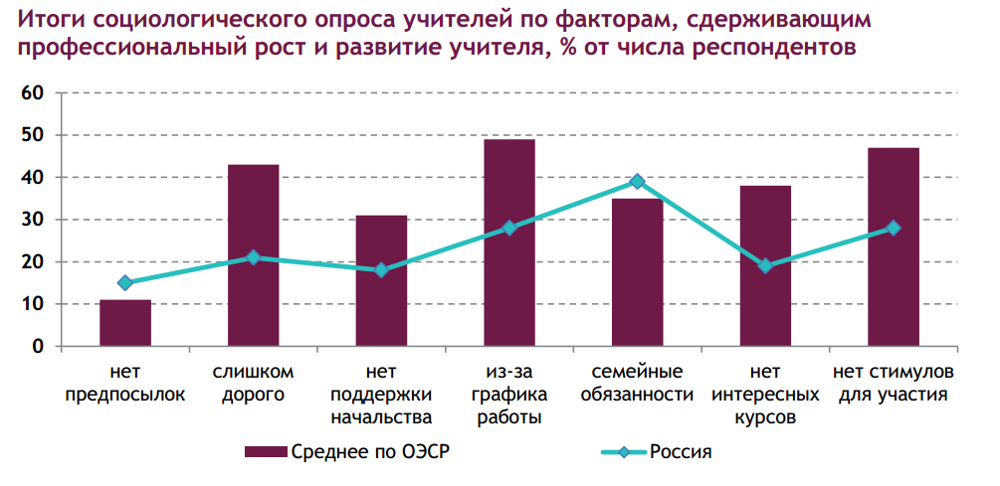 Итоги социологического опроса учителей по факторам, сдерживающим
профессиональный рост и развитие учителя, % от числа респондентов
60
50
40
30
20
10
0
нет
предпосылок
слишком
дорого
нет
поддержки
начальства
из-за
графика
работы
семейные
обязанности
нет
интересных
курсов
нет стимулов
для участия
Среднее по ОЭСР
Россия